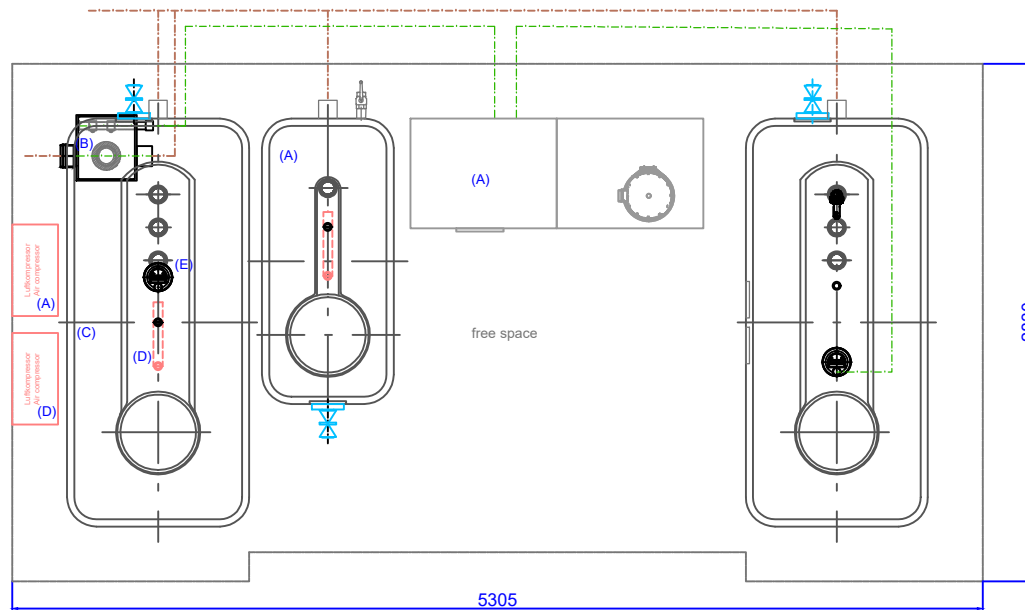 (B)
(A)
(A)
(E)
Luftkompressor
Air compressor
(A)
(C)
free space
Luftkompressor
Air compressor
(D)
(D)
5305